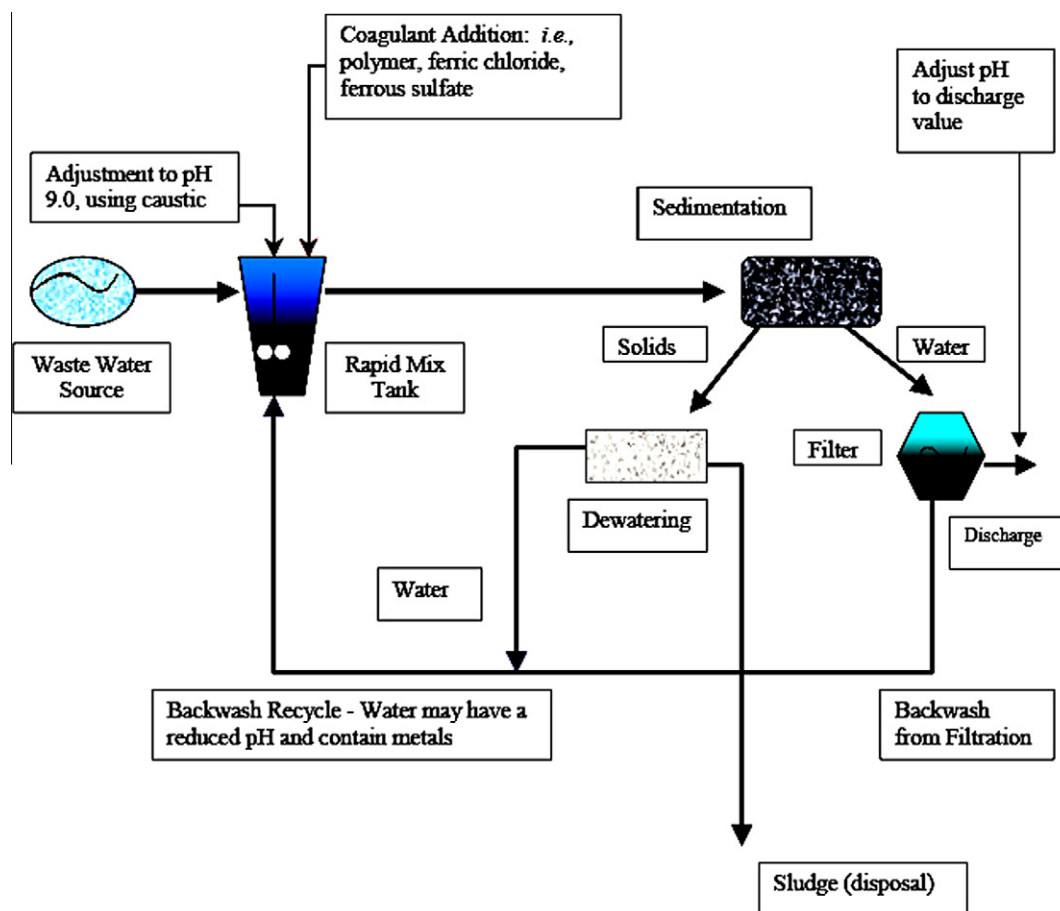 Coagulant Addition: i.e.,
polymer, ferric chloride,
ferrous sulfate
Adjust pH
to discharge
value
Adjustment to pH
9.0, using caustic
Sedimentation
Waste Water
Source
Rapid Mix
Tank
Solids
Water
Filter
Dewatering
Discharge
Water
Backwash Recycle - Water may have a
reduced pH and contain metals
Backwash
from Filtration
Sludge (disposal)